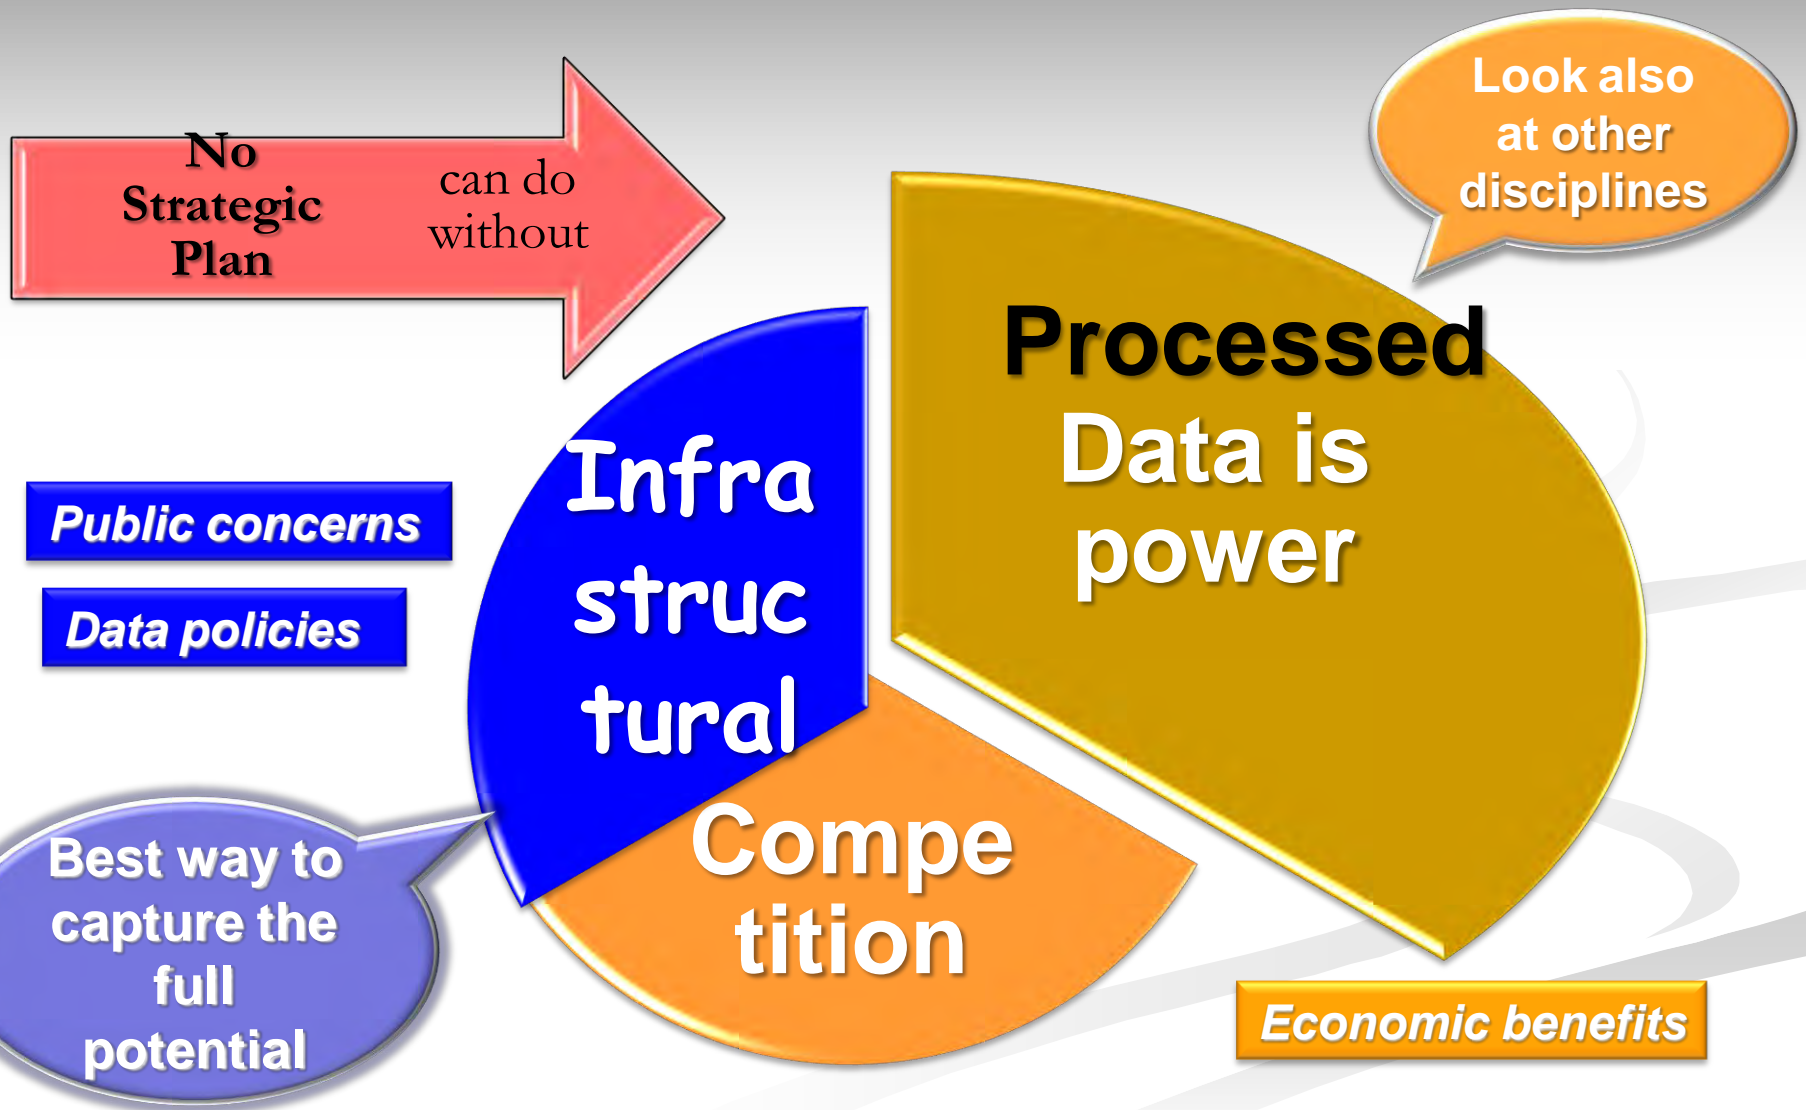 No
Strategic
Plan
can do
without
Look also
at other
disciplines
Processed
Data is
power
Infra
struc
tural
Public concerns
Data policies
Compe
tition
Best way to
capture the
full
potential
Economic benefits